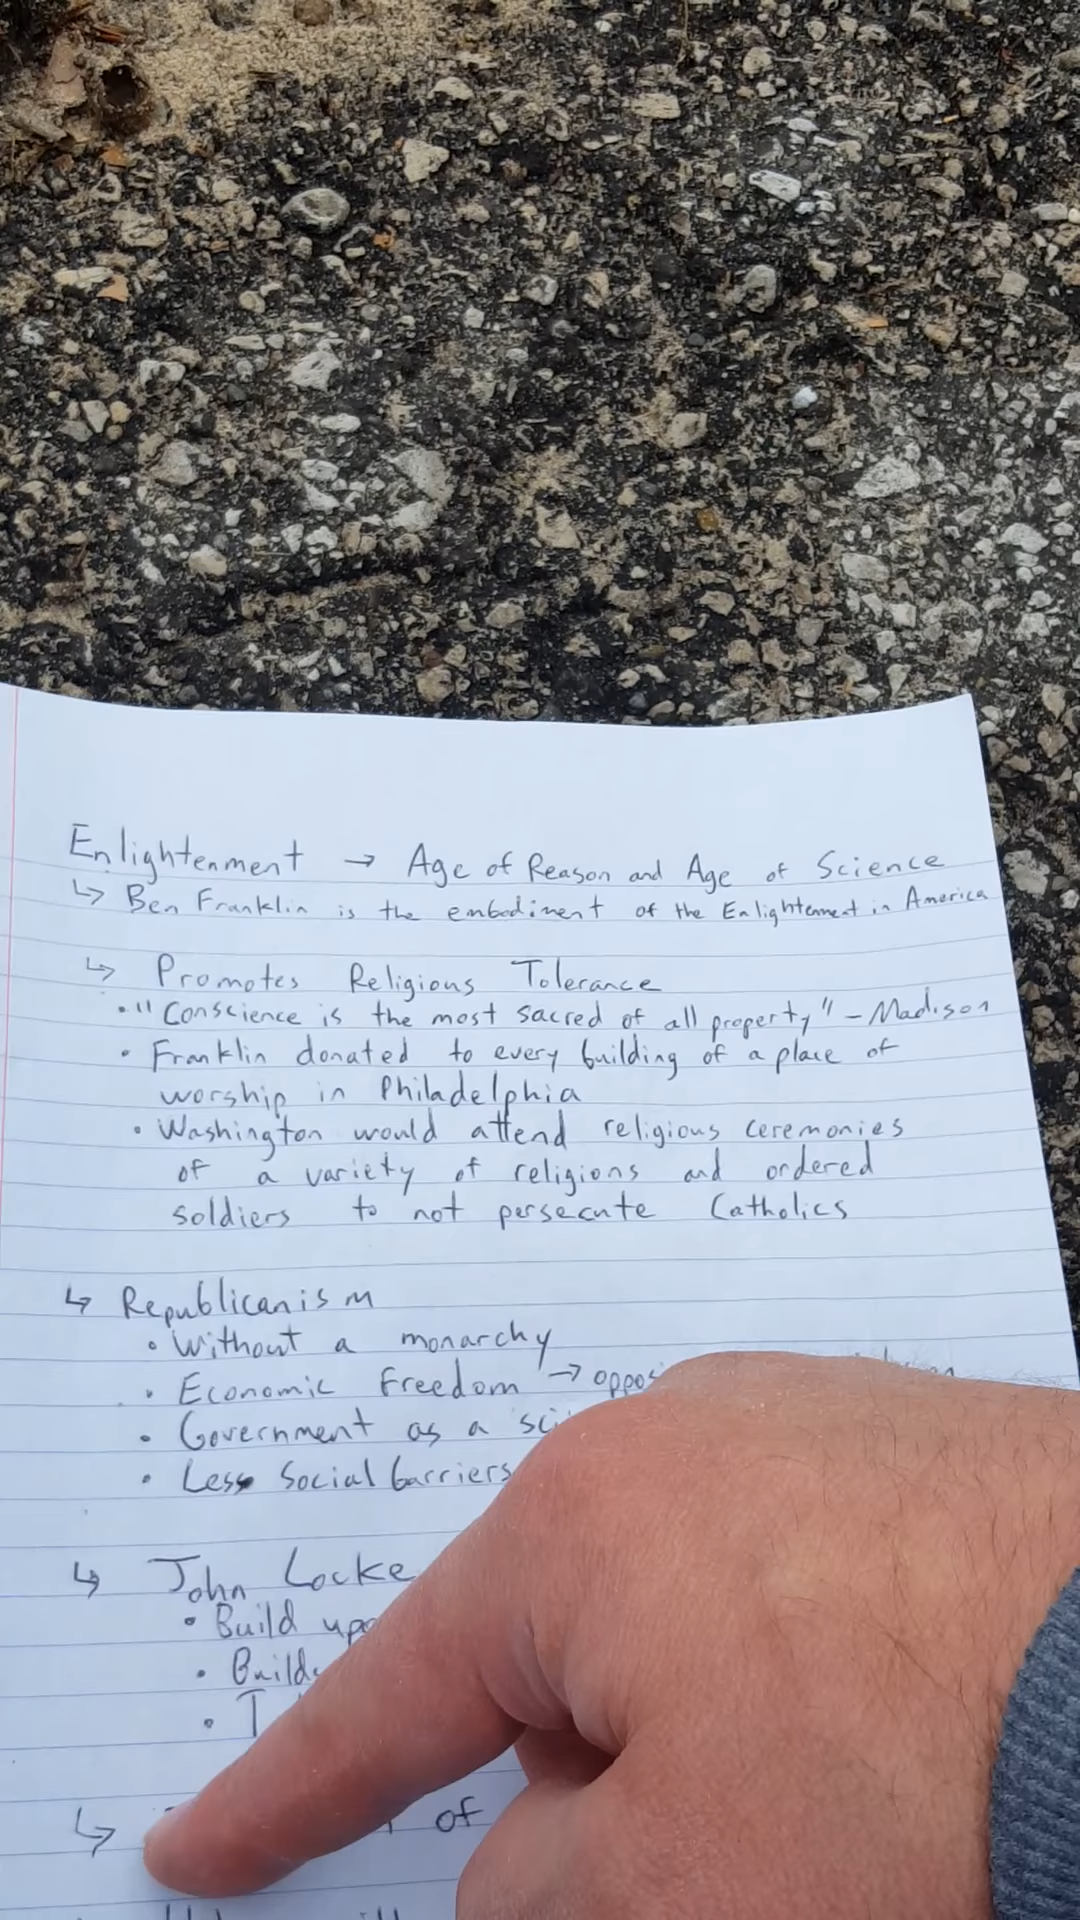 Enlightenment → Age of Reason and Age of Science
↳ Ben Franklin is the embodiment of the Enlightenment in America
↳ Promotes Religious Tolerance
• "Conscience is the most sacred of all property" - Madison
• Franklin donated to every building of a place of
worship in Philadelphia
• Washington would attend religious ceremonies
of a variety of religions and ordered
soldiers to not persecute Catholics
↳ Republicanism
• Without a monarchy
• Economic Freedom →
• Government as a
• Less Social barriers
↳ John Locke
• Build
•
•
↳ of